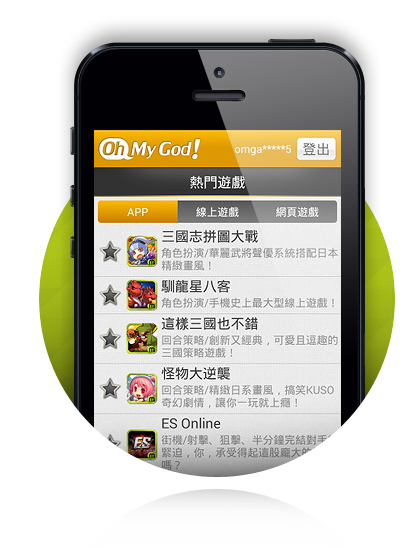 Oh My God!
omga*****5
登出
熱門遊戲
APP
線上遊戲
網頁遊戲
三國志拼圖大戰
角色扮演/華麗武將聲優系統搭配日本
精緻畫風！
馴龍星八客
角色扮演/手機史上最大型線上遊戲！
這樣三國也不錯
回合策略/創新又經典，可愛且逗趣的
三國策略遊戲！
怪物大逆襲
回合策略/精緻日系畫風，搞笑KUSO
奇幻劇情，讓你一玩就上癮！
ES
ES Online
街機/射擊、狙擊、半分鐘完結對手
緊迫，你，承受得起這股龐大的
嗎？